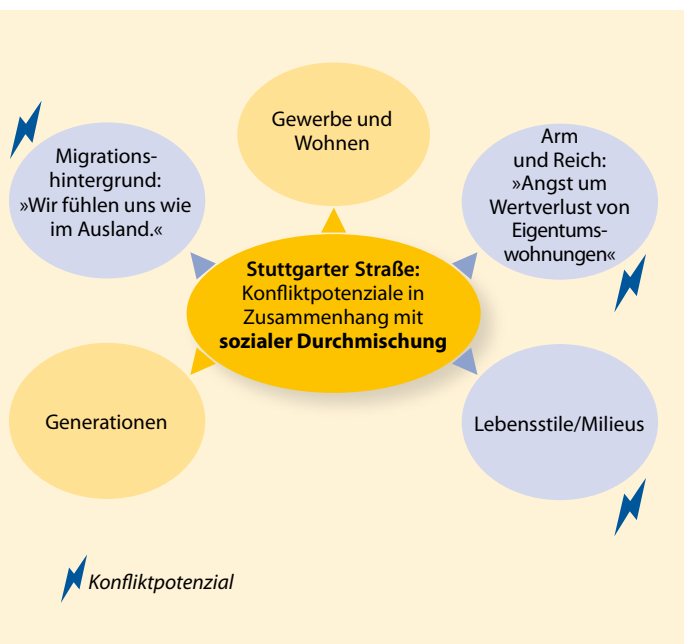 Gewerbe und
Wohnen
Migrations-
hintergrund:
»Wir fühlen uns wie
im Ausland.«
Arm
und Reich:
»Angst um
Wertverlust von
Eigentums-
wohnungen«
Stuttgarter Straße:
Konfliktpotenziale in
Zusammenhang mit
sozialer Durchmischung
Generationen
Lebensstile/Milieus
Konfliktpotenzial